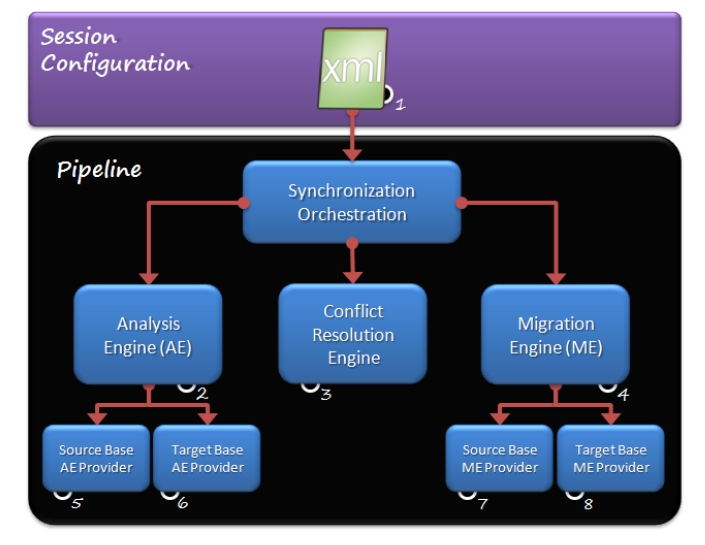 Session
Configuration
xml
1
Pipeline
Synchronization
Orchestration
Analysis
Engine (AE)
2
Conflict
Resolution
Engine
3
Migration
Engine (ME)
4
Source Base
AE Provider
5
Target Base
AE Provider
6
Source Base
ME Provider
7
Target Base
ME Provider
8